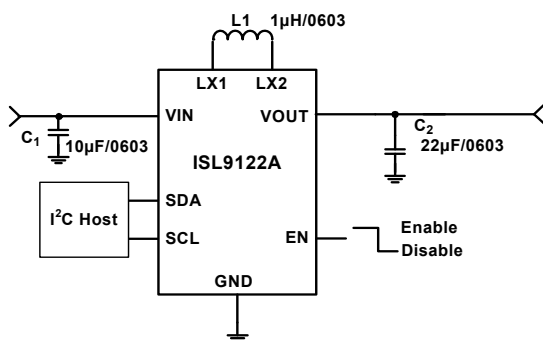 L1 1µH/0603
LX1 LX2
VIN VOUT
C1 10µF/0603
C2 22µF/0603
ISL9122A
I²C Host
SDA
SCL
EN
Enable
Disable
GND